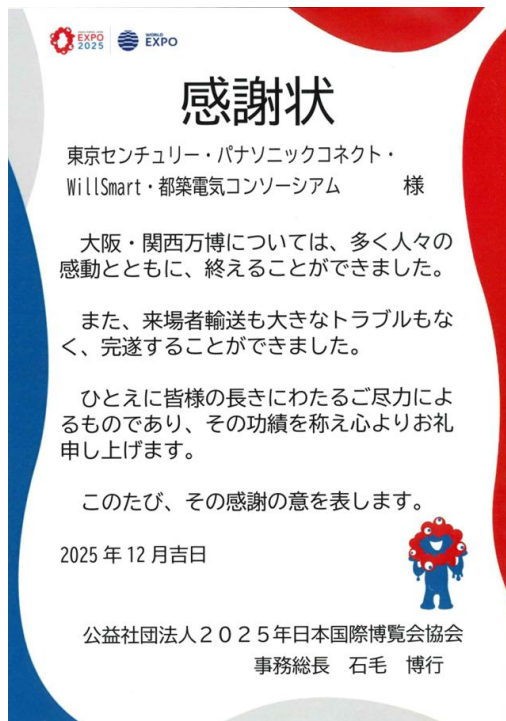 EXPO
2025
WORLD
EXPO
感謝状
東京センチュリー・パナソニックコネクト・
WillSmart・都築電気コンソーシアム 様
大阪・関西万博については、多く人々の
感動とともに、終えることができました。
また、来場者輸送も大きなトラブルもな
く、完遂することができました。
ひとえに皆様の長きにわたるご尽力によ
るものであり、その功績を称え心よりお礼
申し上げます。
このたび、その感謝の意を表します。
2025年12月吉日
公益社団法人2025年日本国際博覧会協会
事務総長 石毛 博行